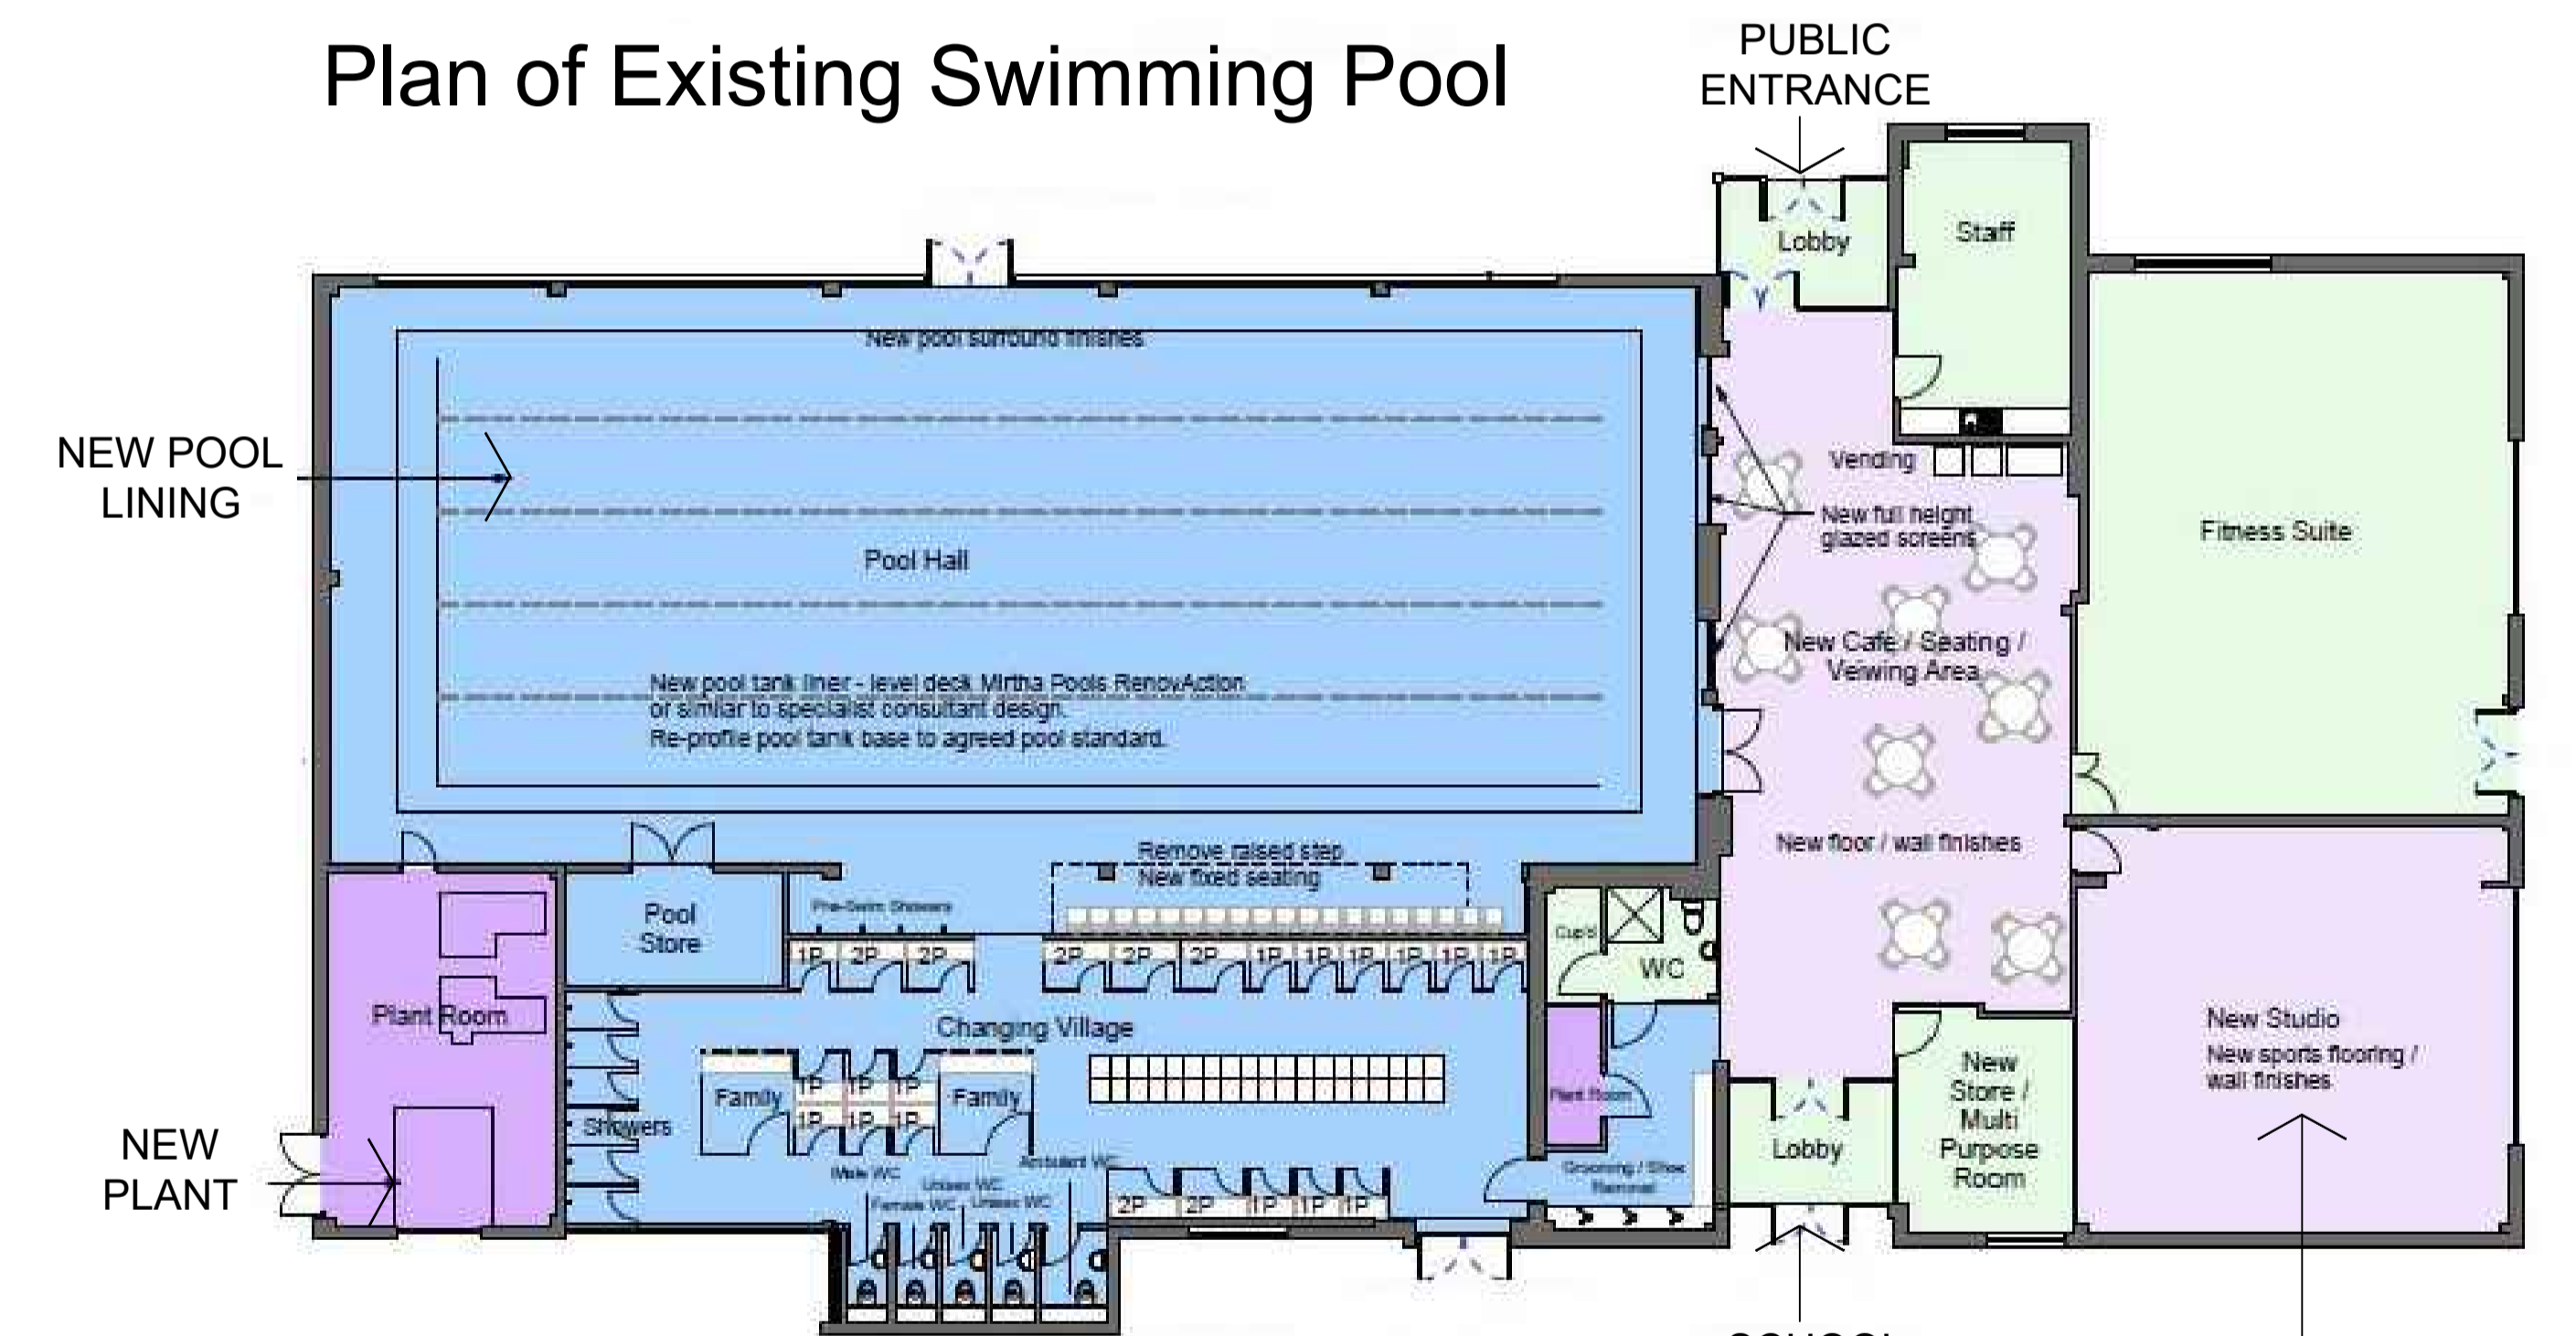 Plan of Existing Swimming Pool
PUBLIC
ENTRANCE
Lobby
Staff
New pool surround finishes
NEW POOL
LINING
Vending
New full height
glazed screens
Fitness Suite
Pool Hall
New Cafe / Seating /
Veiwing Area
New pool tank liner - level deck Mirtha Pools RenovAction
or similar to specialist consultant design.
Re-profile pool tank base to agreed pool standard.
New floor / wall finishes
Remove raised step
New fixed seating
Pre-Swim Showers
Pool
Store
Cup'd
WC
1P 2P 2P
2P 2P 2P 1P 1P 1P 1P 1P 1P
Plant Room
Changing Village
New Studio
New sports flooring /
wall finishes
New
Store /
Multi
Purpose
Room
Family
1P 1P 1P
1P 1P 1P
Family
Plant Room
Showers
Lobby
NEW
PLANT
Male WC
Ambulant WC
Unisex WC
Female WC
Unisex WC
Grooming / Shoe
Removal
2P 2P 1P 1P 1P
SCHOOL